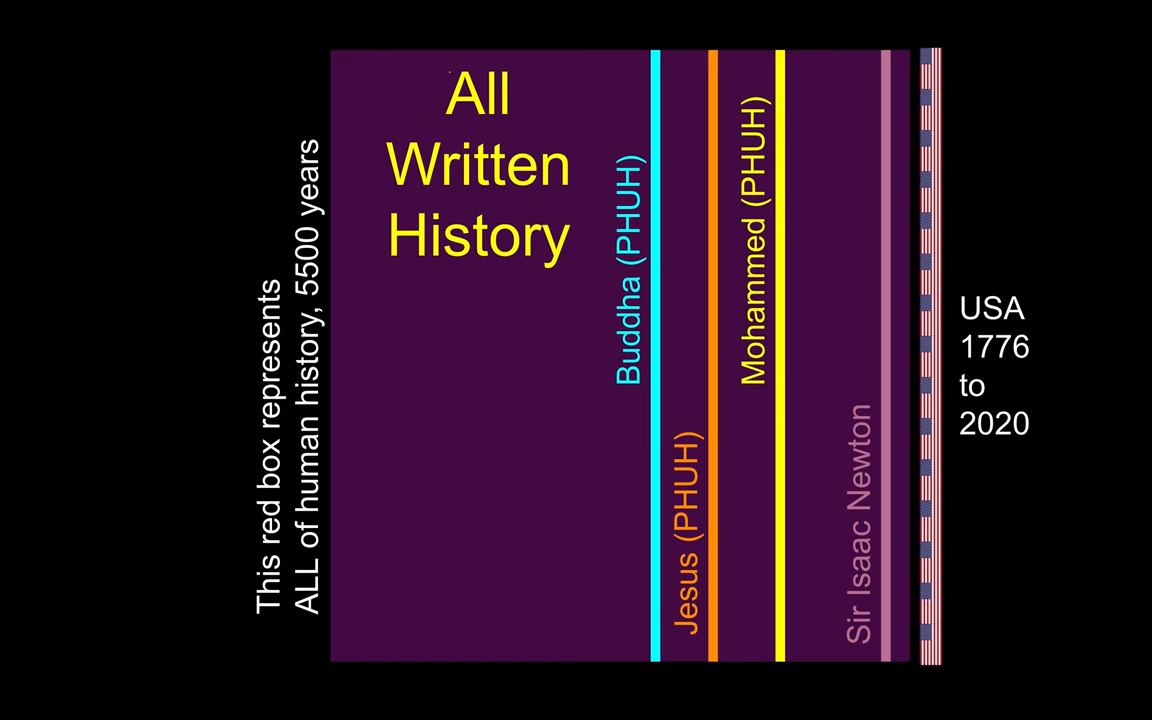 This red box represents
ALL of human history, 5500 years
All
Written
History
Buddha (PHUH)
Jesus (PHUH)
Mohammed (PHUH)
Sir Isaac Newton
USA
1776
to
2020